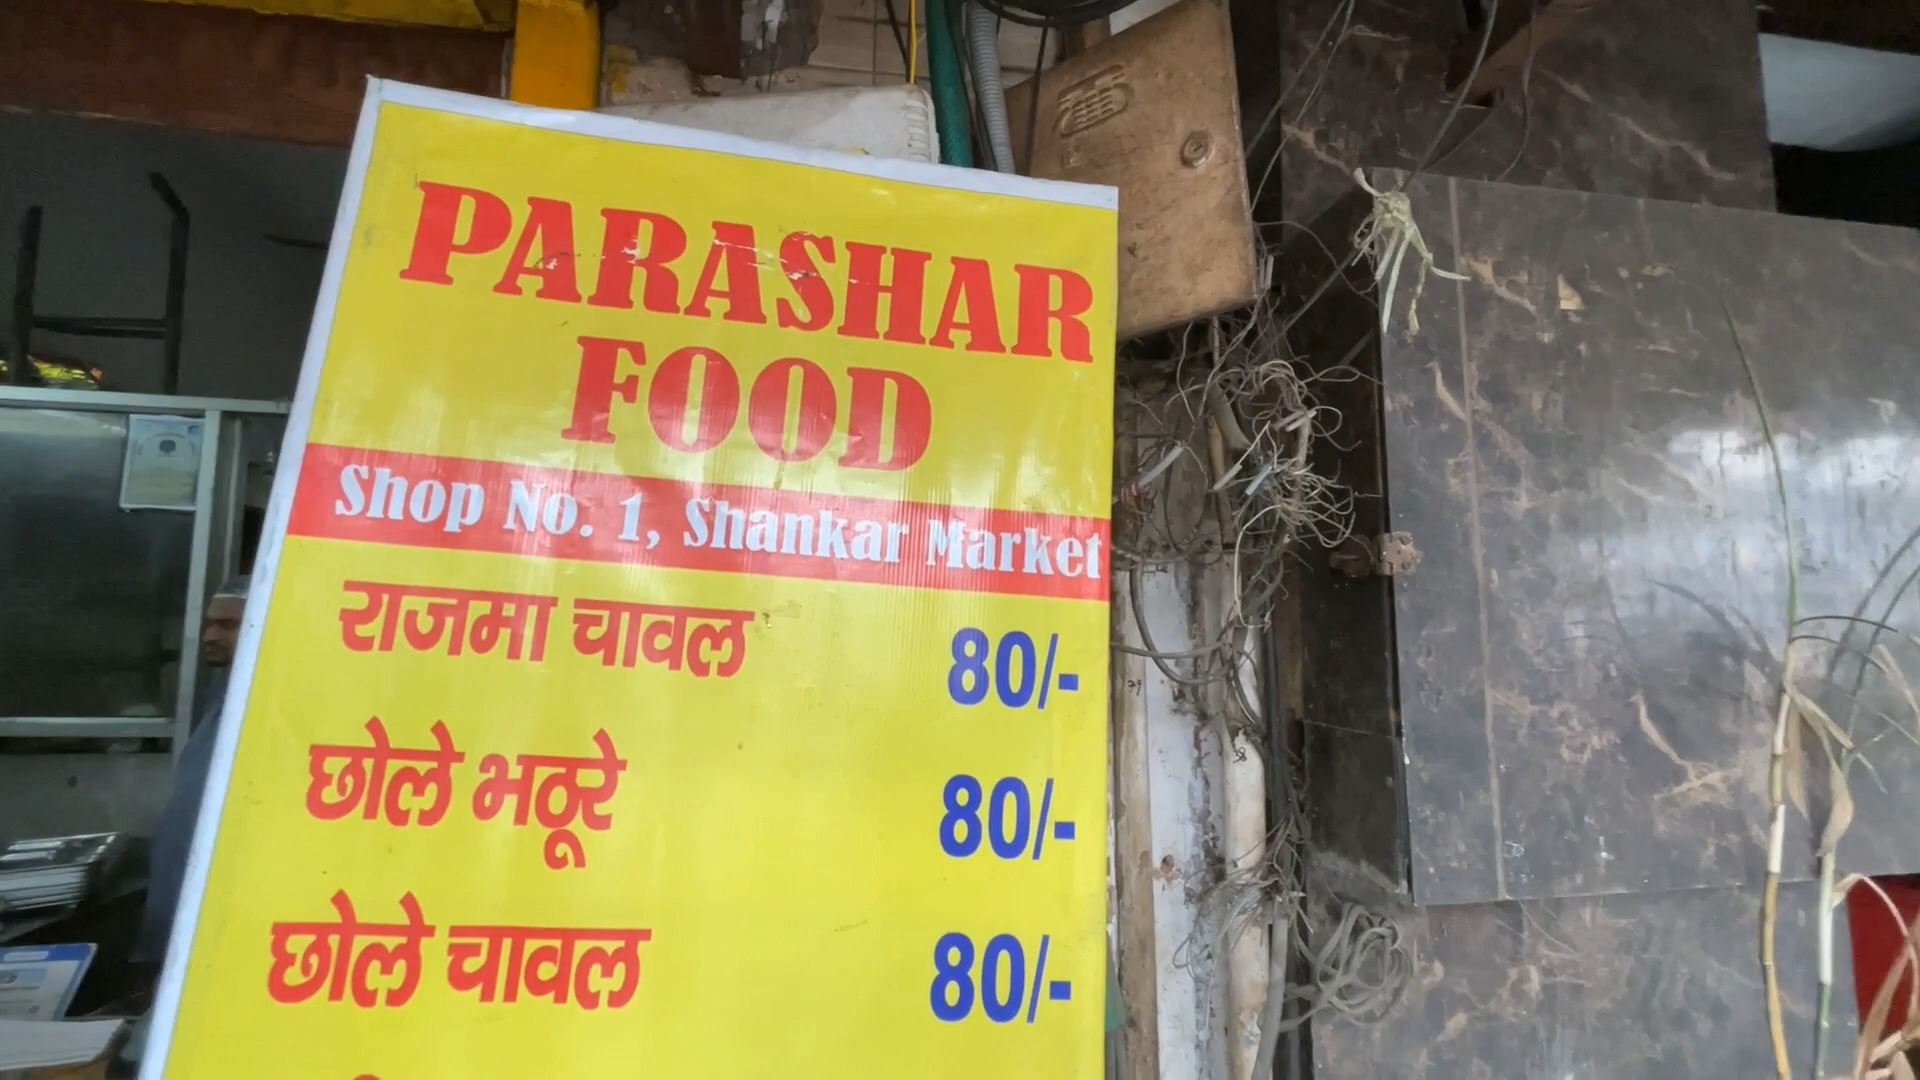 PARASHAR
FOOD
Shop No. 1, Shankar Market
राजमा चावल 80/-
छोले भठूरे 80/-
छोले चावल 80/-